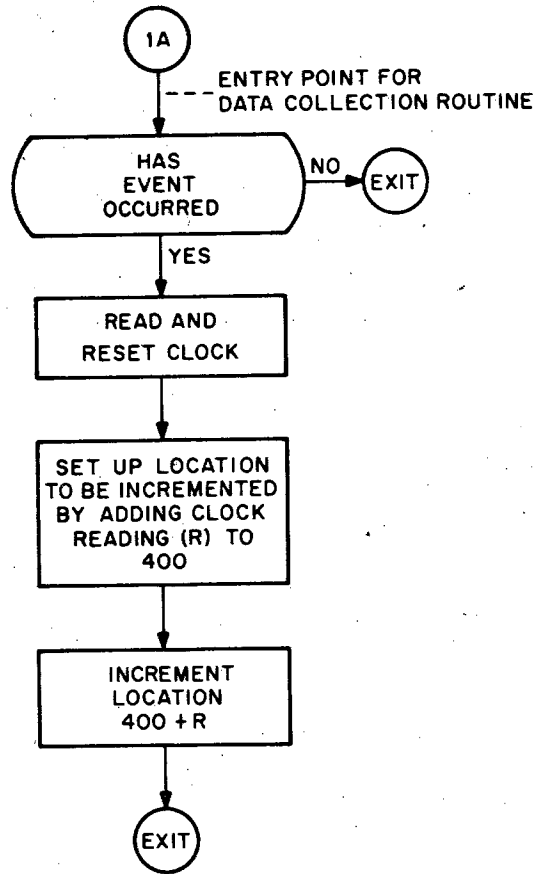 1A
ENTRY POINT FOR
DATA COLLECTION ROUTINE
HAS
EVENT
OCCURRED
NO
EXIT
YES
READ AND
RESET CLOCK
SET UP LOCATION
TO BE INCREMENTED
BY ADDING CLOCK
READING (R) TO
400
INCREMENT
LOCATION
400 + R
EXIT